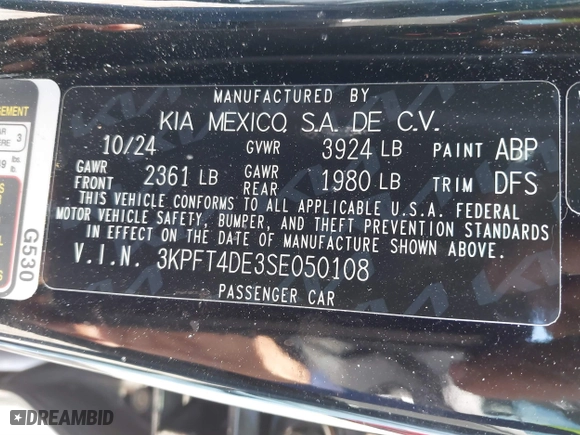 MANUFACTURED BY
KIA MEXICO, S.A. DE C.V.
10/24 GVWR 3924 LB PAINT ABP
GAWR FRONT 2361 LB GAWR REAR 1980 LB TRIM DFS
THIS VEHICLE CONFORMS TO ALL APPLICABLE U.S.A. FEDERAL
MOTOR VEHICLE SAFETY, BUMPER, AND THEFT PREVENTION STANDARDS
IN EFFECT ON THE DATE OF MANUFACTURE SHOWN ABOVE.
V.I.N. 3KPFT4DE3SE050108
PASSENGER CAR
G530
3
DREAMBID